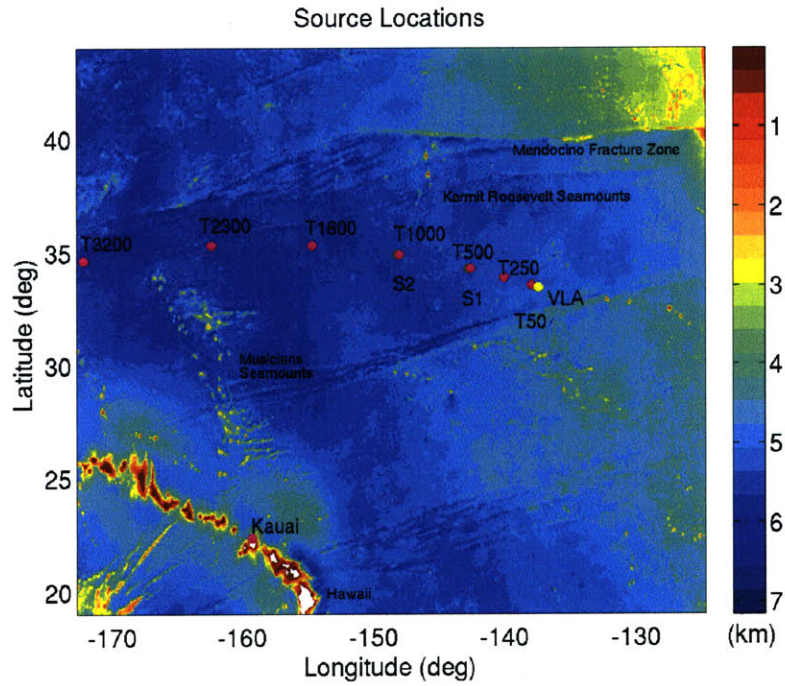 Source Locations
40
35
30
25
20
Latitude (deg)
Mendocino Fracture Zone
Kermit Roosevelt Seamounts
T3200
T2300
T1600
T1000
T500
T250
S2
S1
VLA
T50
Musicians
Seamounts
Kauai
Hawaii
-170
-160
-150
-140
-130
Longitude (deg)
1
2
3
4
5
6
7
(km)